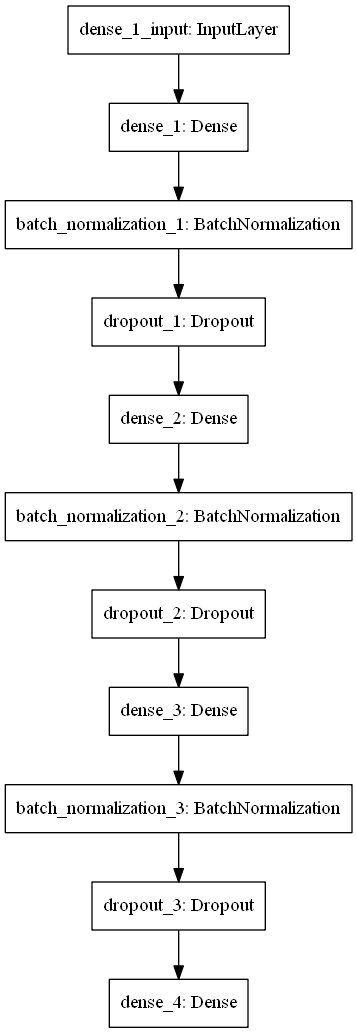 dense_1_input: InputLayer
dense_1: Dense
batch_normalization_1: BatchNormalization
dropout_1: Dropout
dense_2: Dense
batch_normalization_2: BatchNormalization
dropout_2: Dropout
dense_3: Dense
batch_normalization_3: BatchNormalization
dropout_3: Dropout
dense_4: Dense